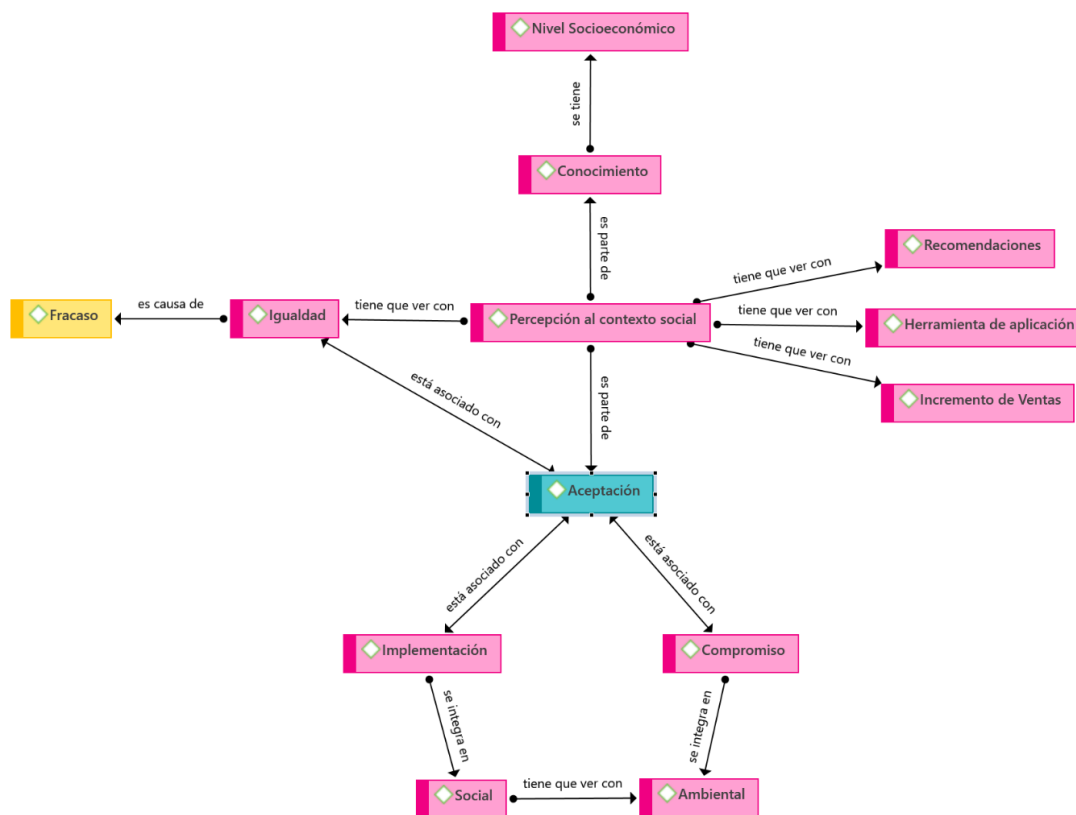 Nivel Socioeconómico
se tiene
Conocimiento
es parte de
Recomendaciones
tiene que ver con
Fracaso
es causa de
Igualdad
tiene que ver con
Percepción al contexto social
tiene que ver con
Herramienta de aplicación
tiene que ver con
Incremento de Ventas
está asociado con
es parte de
Aceptación
está asociado con
está asociado con
Implementación
Compromiso
se integra en
se integra en
Social
tiene que ver con
Ambiental